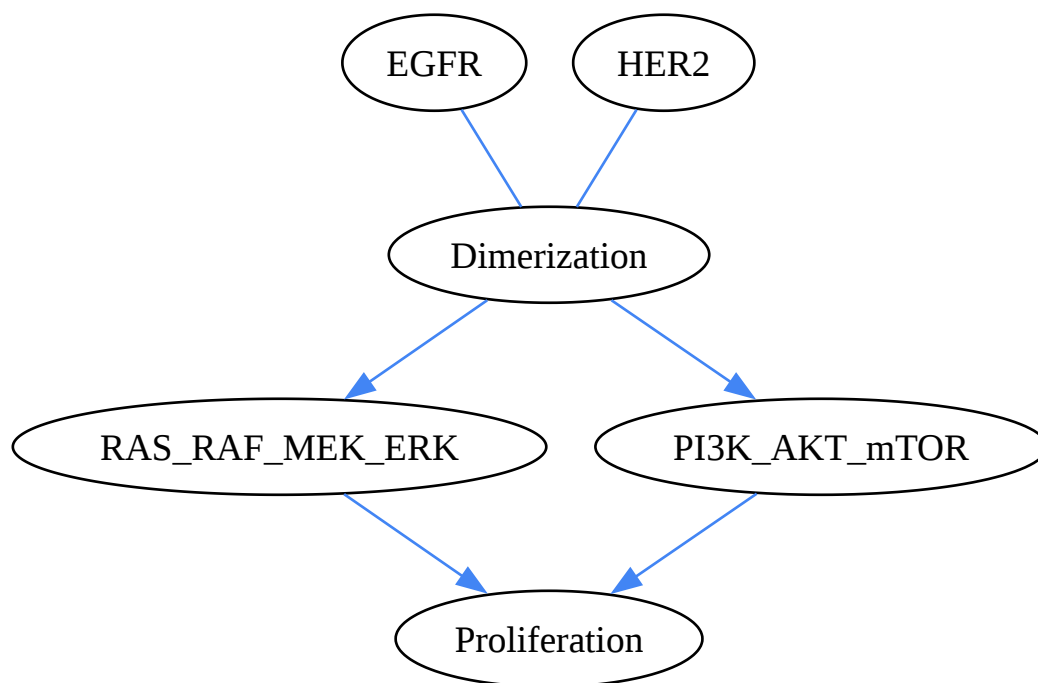 EGFR
HER2
Dimerization
RAS_RAF_MEK_ERK
PI3K_AKT_mTOR
Proliferation